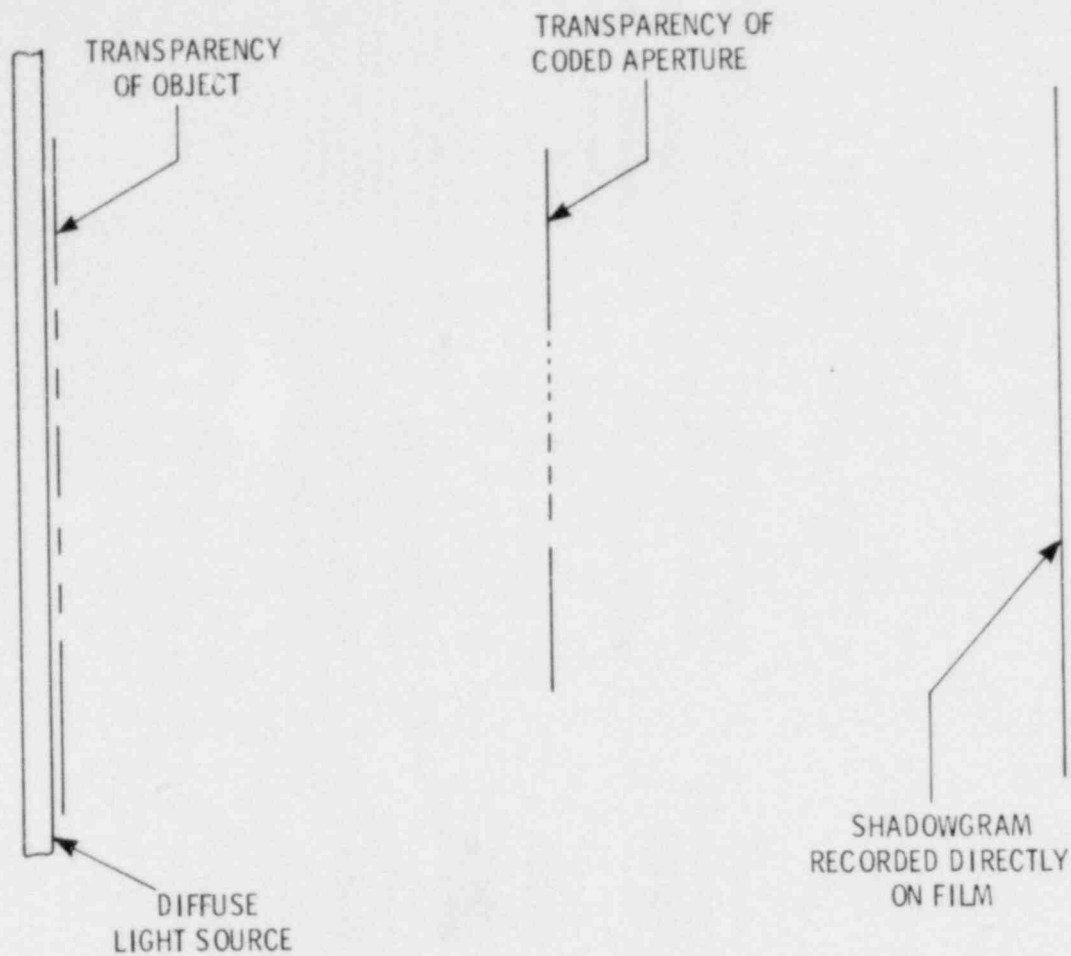 TRANSPARENCY
OF OBJECT
TRANSPARENCY OF
CODED APERTURE
SHADOWGRAM
RECORDED DIRECTLY
ON FILM
DIFFUSE
LIGHT SOURCE